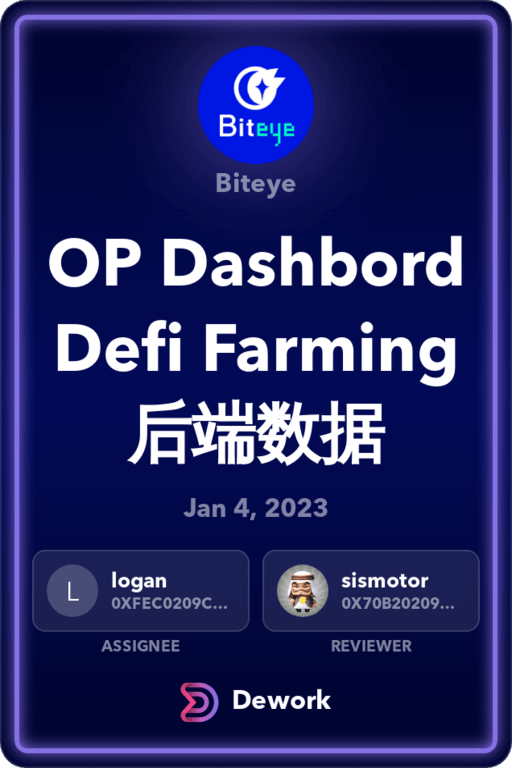 Biteye
Biteye
OP Dashbord
Defi Farming
后端数据
Jan 4, 2023
L
logan
0XFEC0209C...
sismotor
0X70B20209...
ASSIGNEE
REVIEWER
Dework